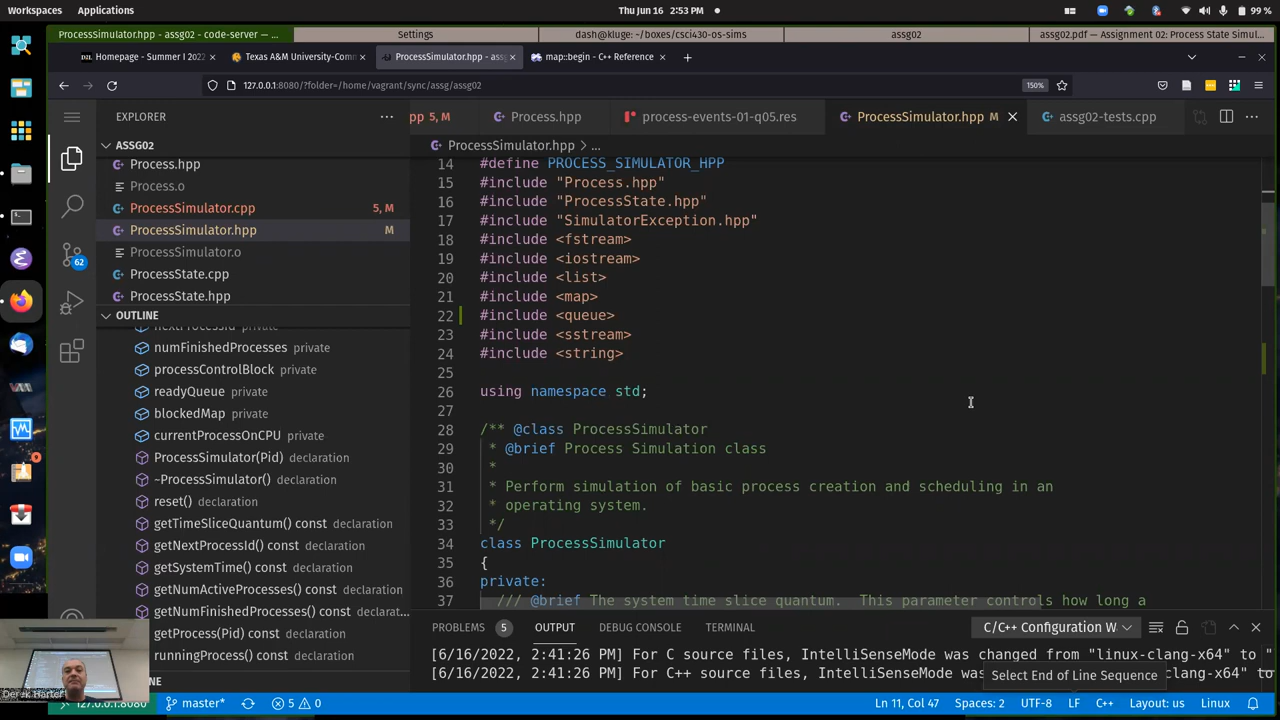 Workspaces
Applications
Thu Jun 16 2:53 PM
99 %
ProcessSimulator.hpp - assg02 - code-server
Settings
dash@kluge: ~/boxes/csci430-os-sims
assg02
assg02.pdf — Assignment 02: Process State Simul...
Homepage - Summer I 2022
Texas A&M University-Com
ProcessSimulator.hpp - ass
map::begin - C++ Reference
127.0.0.1:8080/?folder=/home/vagrant/sync/assg/assg02
150%
EXPLORER
pp 5, M
Process.hpp
process-events-01-q05.res
ProcessSimulator.hpp M
assg02-tests.cpp
ASSG02
ProcessSimulator.hpp > ...
Process.hpp
Process.o
ProcessSimulator.cpp 5, M
ProcessSimulator.hpp M
ProcessSimulator.o
ProcessState.cpp
ProcessState.hpp
62
9
OUTLINE
nextProcessId private
numFinishedProcesses private
processControlBlock private
readyQueue private
blockedMap private
currentProcessOnCPU private
ProcessSimulator(Pid) declaration
~ProcessSimulator() declaration
reset() declaration
getTimeSliceQuantum() const declaration
getNextProcessId() const declaration
getSystemTime() const declaration
getNumActiveProcesses() const declaration
getNumFinishedProcesses() const declarat...
getProcess(Pid) declaration
runningProcess() const declaration
14 #define PROCESS_SIMULATOR_HPP
15 #include "Process.hpp"
16 #include "ProcessState.hpp"
17 #include "SimulatorException.hpp"
18 #include <fstream>
19 #include <iostream>
20 #include <list>
21 #include <map>
22 #include <queue>
23 #include <sstream>
24 #include <string>
25
26 using namespace std;
27
28 /** @class ProcessSimulator
29 * @brief Process Simulation class
30 *
31 * Perform simulation of basic process creation and scheduling in an
32 * operating system.
33 */
34 class ProcessSimulator
35 {
36 private:
37 /// @brief The system time slice quantum. This parameter controls how long a
PROBLEMS 5 OUTPUT DEBUG CONSOLE TERMINAL
C/C++ Configuration W
[6/16/2022, 2:41:26 PM] For C source files, IntelliSenseMode was changed from "linux-clang-x64" to "
[6/16/2022, 2:41:26 PM] For C++ source files, IntelliSenseM
-clang-x64" to
Select End of Line Sequence
127.0.0.1:8080
master*
5 0
Ln 11, Col 47
Spaces: 2
UTF-8
LF
C++
Layout: us
Linux